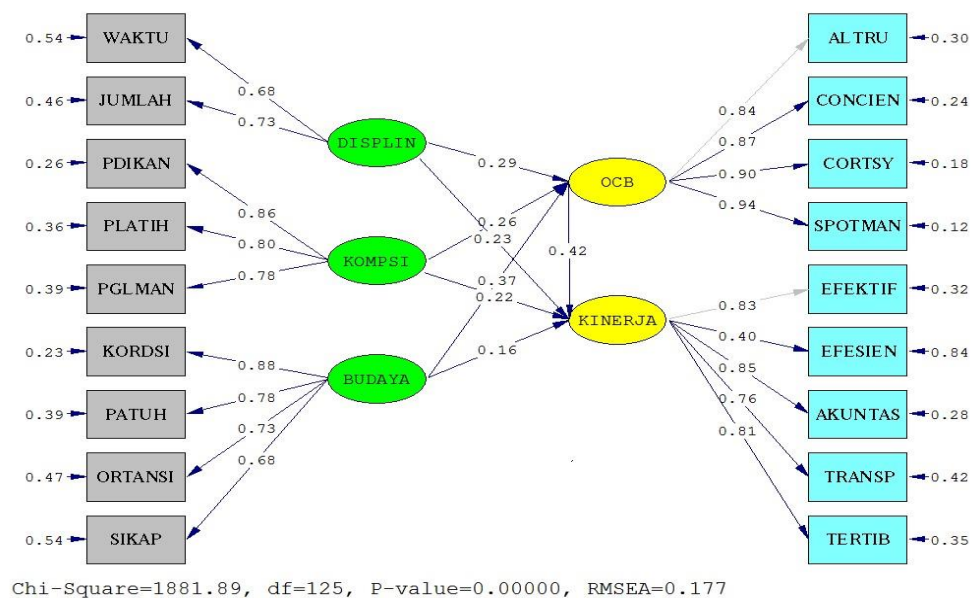 0.54 WAKTU
0.46 JUMLAH
0.26 PDIKAN
0.36 PLATIH
0.39 PGLMAN
0.23 KORDSI
0.39 PATUH
0.47 ORTANSI
0.54 SIKAP
0.68
0.73
0.86
0.80
0.78
0.88
0.78
0.73
0.68
DISPLIN
KOMPSI
BUDAYA
0.29
0.26
0.23
0.37
0.22
0.16
0.42
OCB
KINERJA
0.84
0.87
0.90
0.94
0.83
0.40
0.85
0.76
0.81
ALTRU 0.30
CONCIEN 0.24
CORTSY 0.18
SPOTMAN 0.12
EFEKTIF 0.32
EFESIEN 0.84
AKUNTAS 0.28
TRANSP 0.42
TERTIB 0.35
Chi-Square=1881.89, df=125, P-value=0.00000, RMSEA=0.177